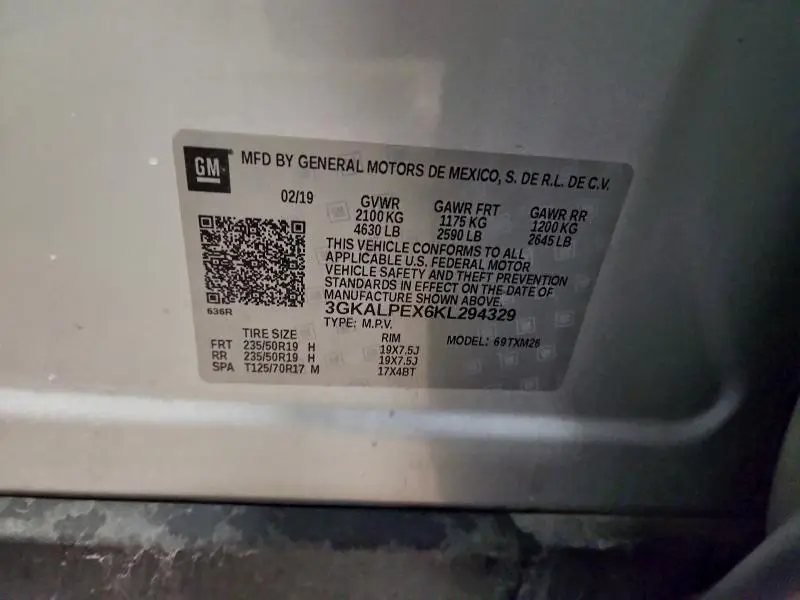 GM
MFD BY GENERAL MOTORS DE MEXICO, S. DE R.L. DE C.V.
02/19 GVWR GAWR FRT GAWR RR
2100 KG 1175 KG 1200 KG
4630 LB 2590 LB 2645 LB
THIS VEHICLE CONFORMS TO ALL
APPLICABLE U.S. FEDERAL MOTOR
VEHICLE SAFETY AND THEFT PREVENTION
STANDARDS IN EFFECT ON THE DATE OF
MANUFACTURE SHOWN ABOVE.
636R 3GKALPEX6KL294329
TYPE: M.P.V.
TIRE SIZE RIM MODEL: 69TXM26
FRT 235/50R19 H 19X7.5J
RR 235/50R19 H 19X7.5J
SPA T125/70R17 M 17X4BT